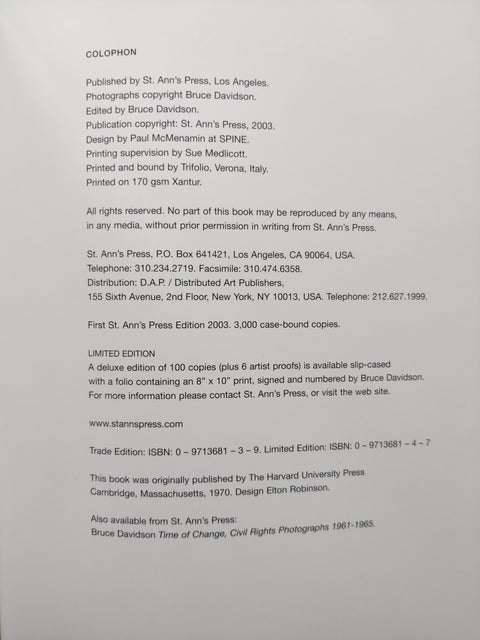 COLOPHON
Published by St. Ann's Press, Los Angeles.
Photographs copyright Bruce Davidson.
Edited by Bruce Davidson.
Publication copyright: St. Ann's Press, 2003.
Design by Paul McMenamin at SPINE.
Printing supervision by Sue Medlicott.
Printed and bound by Trifolio, Verona, Italy.
Printed on 170 gsm Xantur.
All rights reserved. No part of this book may be reproduced by any means,
in any media, without prior permission in writing from St. Ann's Press.
St. Ann's Press, P.O. Box 641421, Los Angeles, CA 90064, USA.
Telephone: 310.234.2719. Facsimile: 310.474.6358.
Distribution: D.A.P. / Distributed Art Publishers,
155 Sixth Avenue, 2nd Floor, New York, NY 10013, USA. Telephone: 212.627.1999.
First St. Ann's Press Edition 2003. 3,000 case-bound copies.
LIMITED EDITION
A deluxe edition of 100 copies (plus 6 artist proofs) is available slip-cased
with a folio containing an 8" x 10" print, signed and numbered by Bruce Davidson.
For more information please contact St. Ann's Press, or visit the web site.
www.stannspress.com
Trade Edition: ISBN: 0 – 9713681 – 3 – 9. Limited Edition: ISBN: 0 – 9713681 – 4 – 7
This book was originally published by The Harvard University Press
Cambridge, Massachusetts, 1970. Design Elton Robinson.
Also available from St. Ann's Press:
Bruce Davidson Time of Change, Civil Rights Photographs 1961-1965.